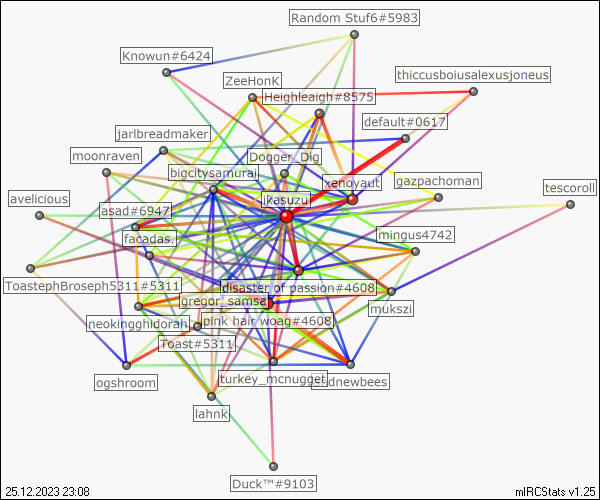 Random Stuf6#5983
Knowun#6424
thiccusboiusalexusjoneus
ZeeHonK
Heighleaigh#8575
default#0617
jarlbreadmaker
moonraven
Dogger_Dig
bigcitysamurai
xenoyaut
gazpachoman
tescoroll
avelicious
ikasuzu
asad#6947
facadas.
mingus4742
ToastephBroseph5311#5311
disaster of passion#4608
gregor_samsa
mukszi
neokingghidorah
pink hair woag#4608
Toast#5311
ogshroom
turkey_mcnugget
dnewbees
lahnk
Duck™#9103
25.12.2023 23:08
mIRCStats v1.25